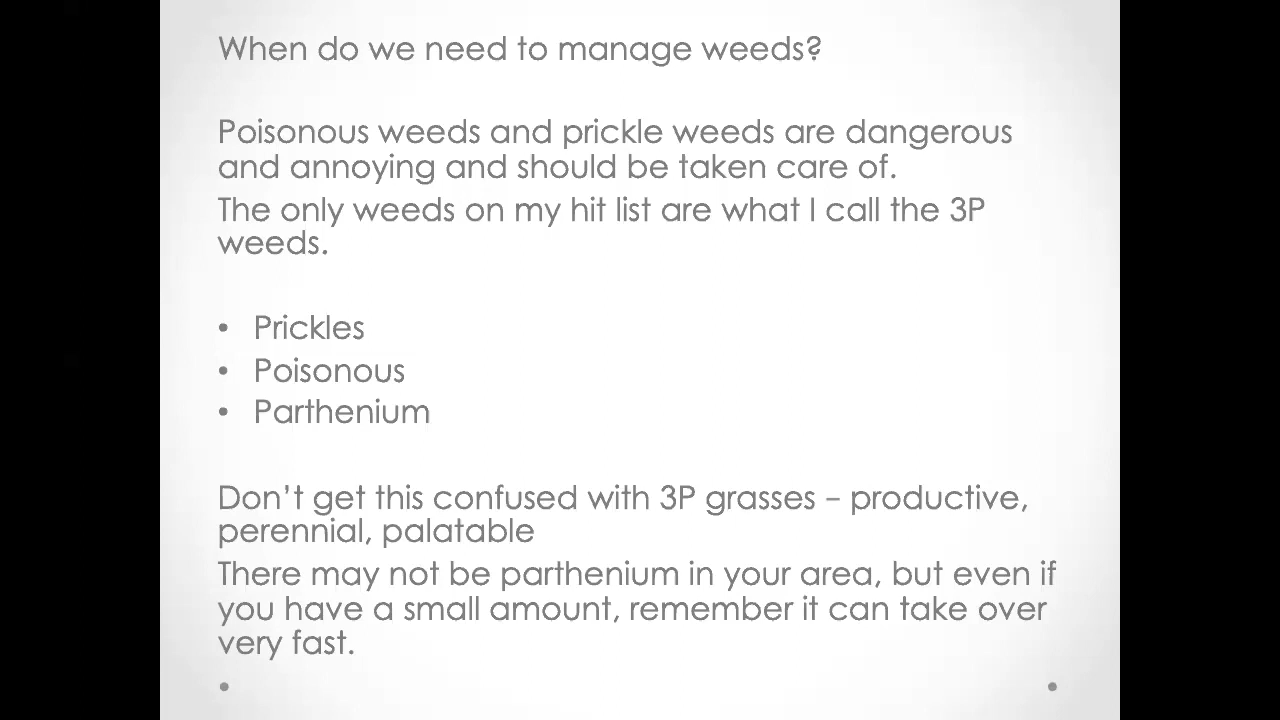 When do we need to manage weeds?
Poisonous weeds and prickle weeds are dangerous
and annoying and should be taken care of.
The only weeds on my hit list are what I call the 3P
weeds.
• Prickles
• Poisonous
• Parthenium
Don’t get this confused with 3P grasses – productive,
perennial, palatable
There may not be parthenium in your area, but even if
you have a small amount, remember it can take over
very fast.